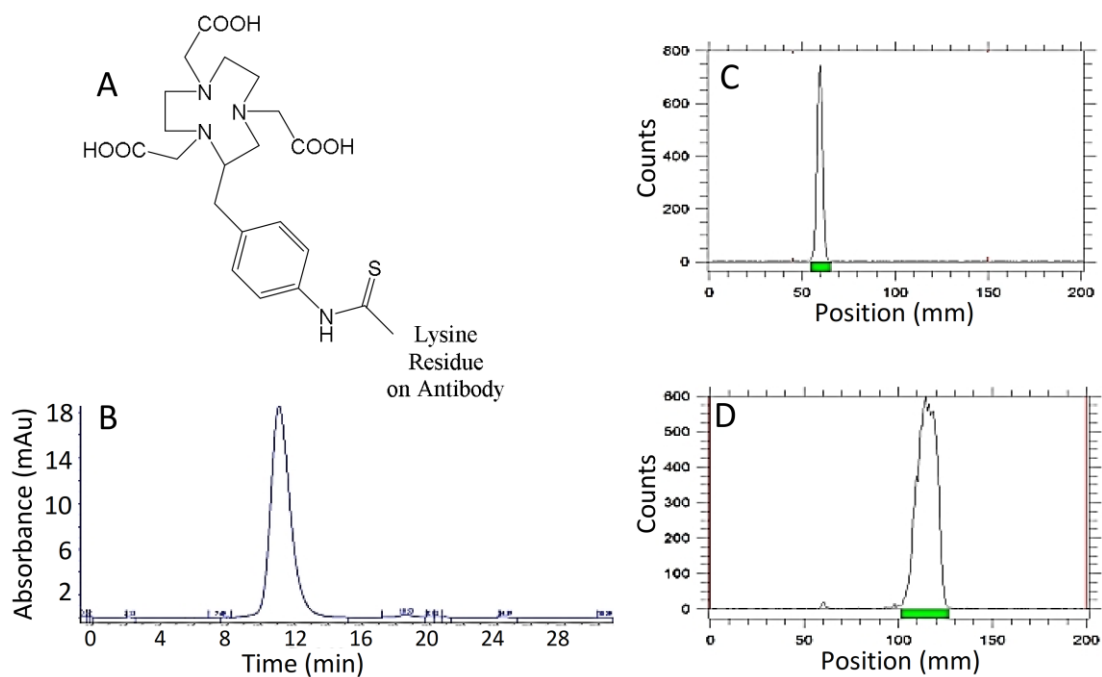 A
COOH
N
N
N
HOOC
COOH
S
N
H
Lysine
Residue
on Antibody
B
Absorbance (mAu)
18
14
10
6
2
0 4 8 12 16 20 24 28
Time (min)
C
Counts
800
600
400
200
0
0 50 100 150 200
Position (mm)
D
Counts
600
500
400
300
200
100
0
0 50 100 150 200
Position (mm)